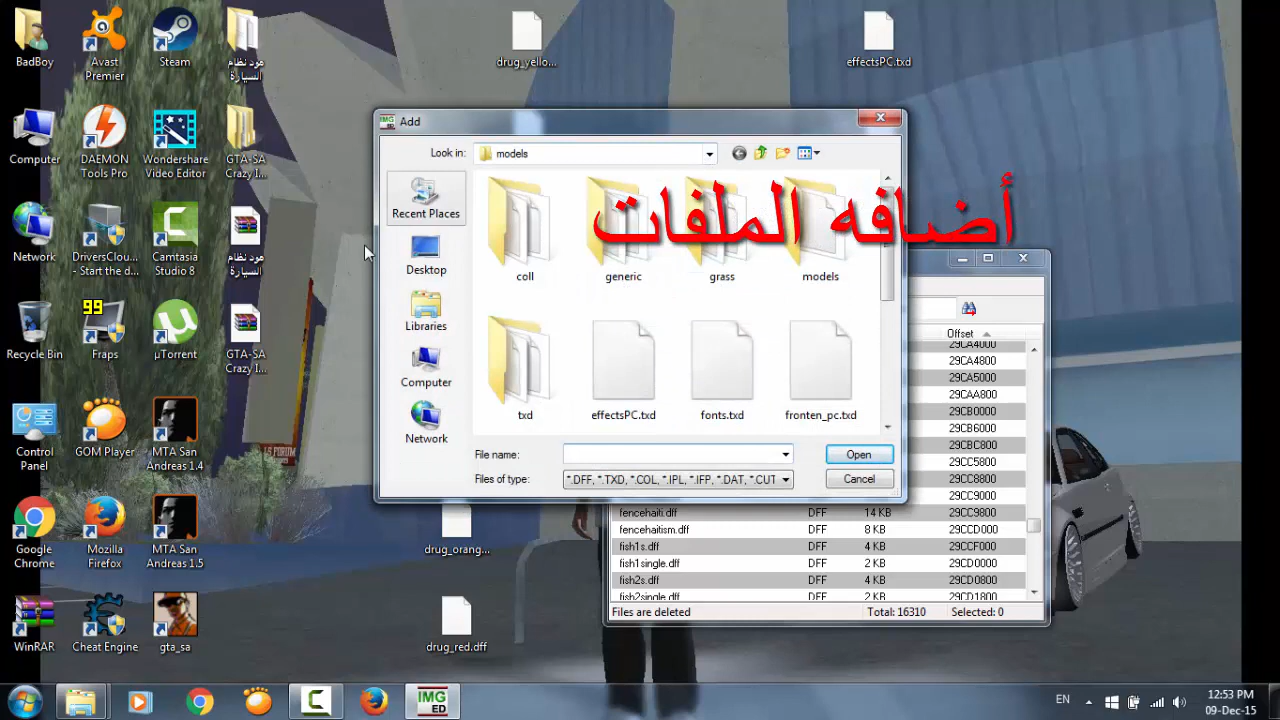 BadBoy
Avast Premier
Steam
مود نظام السيارة
Computer
DAEMON Tools Pro
Wondershare Video Editor
GTA-SA Crazy I...
Network
DriversClou... - Start the d...
Camtasia Studio 8
مود نظام السيارة
Recycle Bin
99
Fraps
µTorrent
GTA-SA Crazy I...
Control Panel
GOM Player
MTA San Andreas 1.4
Google Chrome
Mozilla Firefox
MTA San Andreas 1.5
WinRAR
Cheat Engine
gta_sa
drug_yello...
effectsPC.txd
drug_orang...
drug_red.dff
IMG ED
Add
Look in:
models
Recent Places
Desktop
Libraries
Computer
Network
coll
generic
grass
models
txd
effectsPC.txd
fonts.txd
fronten_pc.txd
File name:
Open
Files of type:
*.DFF, *.TXD, *.COL, *.IPL, *.IFP, *.DAT, *.CUT
Cancel
أضافه الملفات
Offset
29CA4000
29CA4800
29CA5000
29CAA800
29CB0000
29CB6000
29CBC800
29CC5800
29CC8800
29CC9000
fencehaiti.dff DFF 14 KB 29CC9800
fencehaitism.dff DFF 8 KB 29CCD000
fish1s.dff DFF 4 KB 29CCF000
fish1single.dff DFF 2 KB 29CD0000
fish2s.dff DFF 4 KB 29CD0800
fish2single.dff DFF 2 KB 29CD1800
Files are deleted
Total: 16310
Selected: 0
LS FORUM
IMG ED
EN
12:53 PM
09-Dec-15